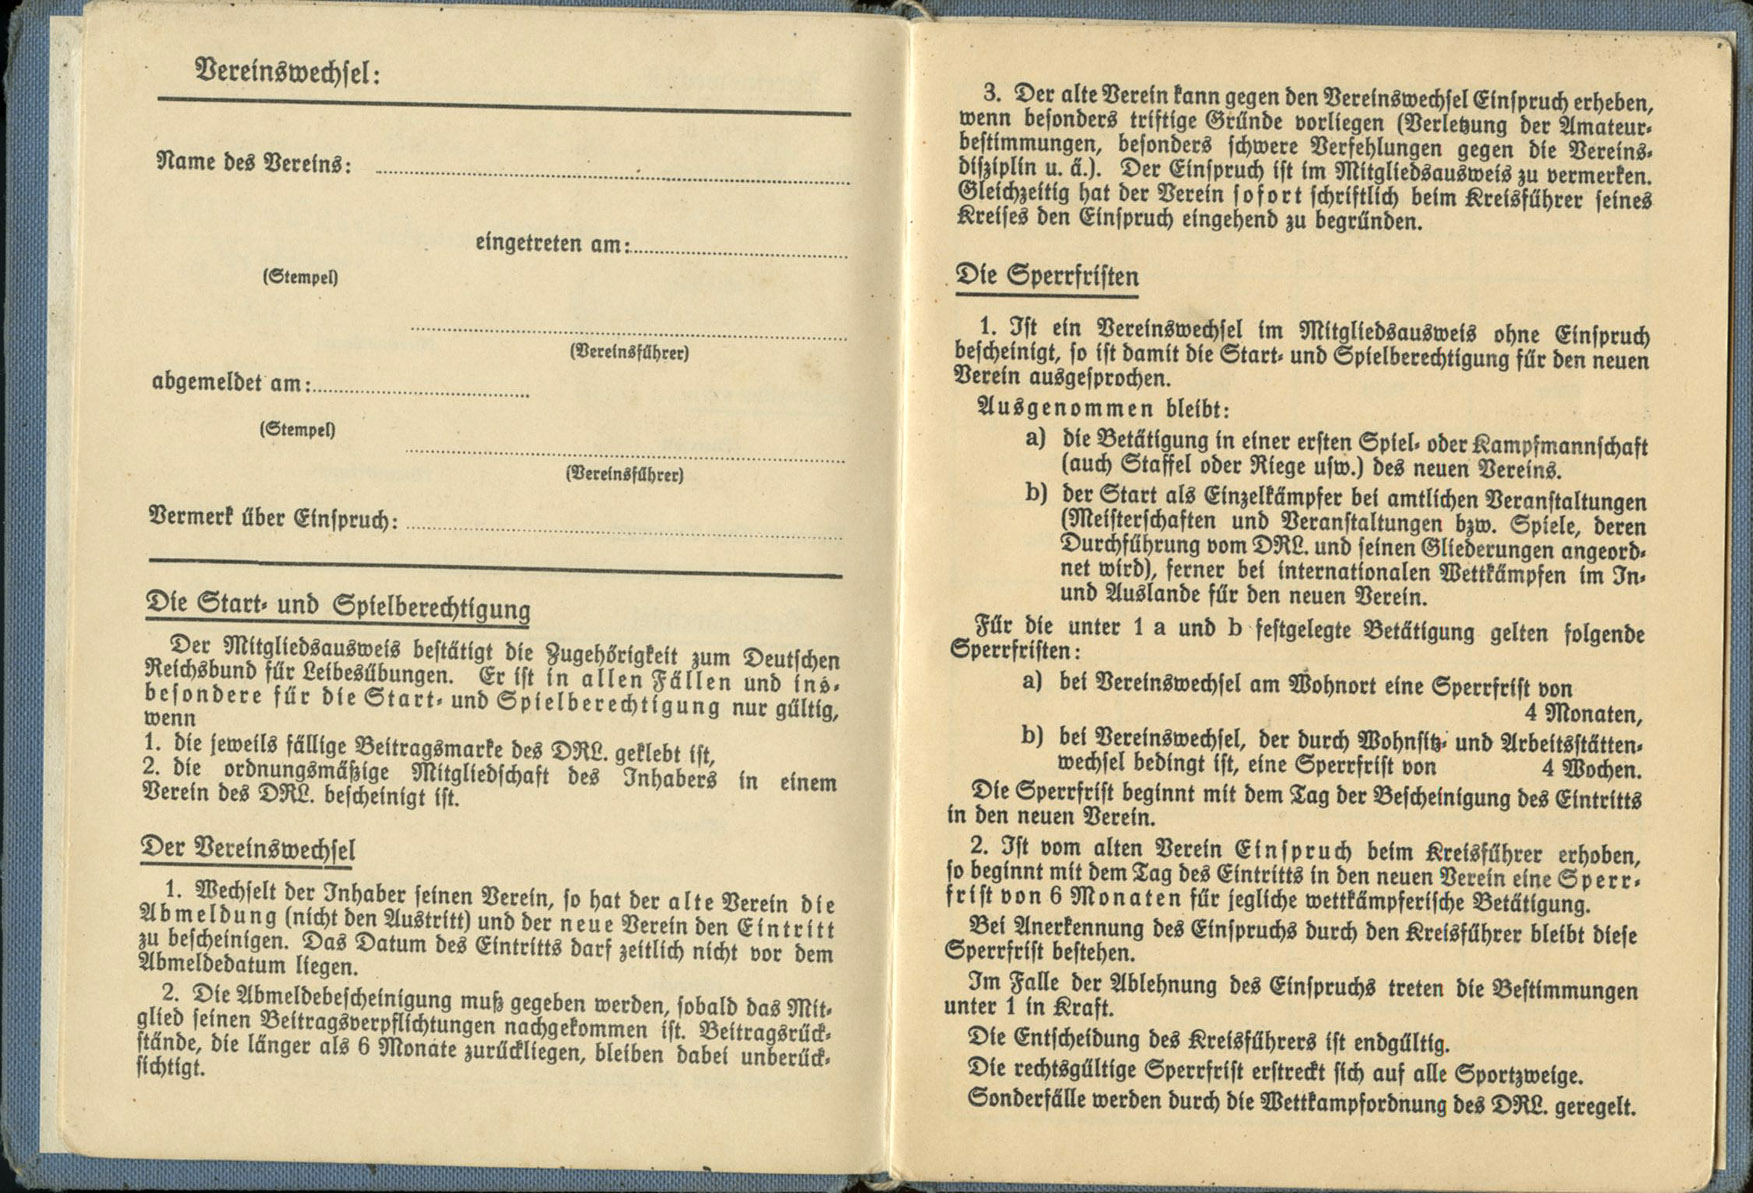 Vereinswechsel:
Name des Vereins:
eingetreten am:
(Stempel)
(Vereinsführer)
abgemeldet am:
(Stempel)
(Vereinsführer)
Vermerk über Einspruch:
Die Start- und Spielberechtigung
Der Mitgliedsausweis bestätigt die Zugehörigkeit zum Deutschen
Reichsbund für Leibesübungen. Er ist in allen Fällen und ins-
besondere für die Start- und Spielberechtigung nur gültig,
wenn
1. die jeweils fällige Beitragsmarke des DRL. geklebt ist,
2. die ordnungsmäßige Mitgliedschaft des Inhabers in einem
Verein des DRL. bescheinigt ist.
Der Vereinswechsel
1. Wechselt der Inhaber seinen Verein, so hat der alte Verein die
Abmeldung (nicht den Austritt) und der neue Verein den Eintritt
zu bescheinigen. Das Datum des Eintritts darf zeitlich nicht vor dem
Abmeldedatum liegen.
2. Die Abmeldebescheinigung muß gegeben werden, sobald das Mit-
glied seinen Beitragsverpflichtungen nachgekommen ist. Beitragsrück-
stände, die länger als 6 Monate zurückliegen, bleiben dabei unberück-
sichtigt.
3. Der alte Verein kann gegen den Vereinswechsel Einspruch erheben,
wenn besonders triftige Gründe vorliegen (Verletzung der Amateur-
bestimmungen, besonders schwere Verfehlungen gegen die Vereins-
disziplin u. ä.). Der Einspruch ist im Mitgliedsausweis zu vermerken.
Gleichzeitig hat der Verein sofort schriftlich beim Kreisführer seines
Kreises den Einspruch eingehend zu begründen.
Die Sperrfristen
1. Ist ein Vereinswechsel im Mitgliedsausweis ohne Einspruch
bescheinigt, so ist damit die Start- und Spielberechtigung für den neuen
Verein ausgesprochen.
Ausgenommen bleibt:
a) die Betätigung in einer ersten Spiel- oder Kampfmannschaft
(auch Staffel oder Riege usw.) des neuen Vereins.
b) der Start als Einzelkämpfer bei amtlichen Veranstaltungen
(Meisterschaften und Veranstaltungen bzw. Spiele, deren
Durchführung vom DRL. und seinen Gliederungen angeord-
net wird), ferner bei internationalen Wettkämpfen im In-
und Auslande für den neuen Verein.
Für die unter 1 a und b festgelegte Betätigung gelten folgende
Sperrfristen:
a) bei Vereinswechsel am Wohnort eine Sperrfrist von
4 Monaten,
b) bei Vereinswechsel, der durch Wohnsitz- und Arbeitsstätten-
wechsel bedingt ist, eine Sperrfrist von 4 Wochen.
Die Sperrfrist beginnt mit dem Tag der Bescheinigung des Eintritts
in den neuen Verein.
2. Ist vom alten Verein Einspruch beim Kreisführer erhoben,
so beginnt mit dem Tag des Eintritts in den neuen Verein eine Sperr-
frist von 6 Monaten für jegliche wettkämpferische Betätigung.
Bei Anerkennung des Einspruchs durch den Kreisführer bleibt diese
Sperrfrist bestehen.
Im Falle der Ablehnung des Einspruchs treten die Bestimmungen
unter 1 in Kraft.
Die Entscheidung des Kreisführers ist endgültig.
Die rechtsgültige Sperrfrist erstreckt sich auf alle Sportzweige.
Sonderfälle werden durch die Wettkampfordnung des DRL. geregelt.